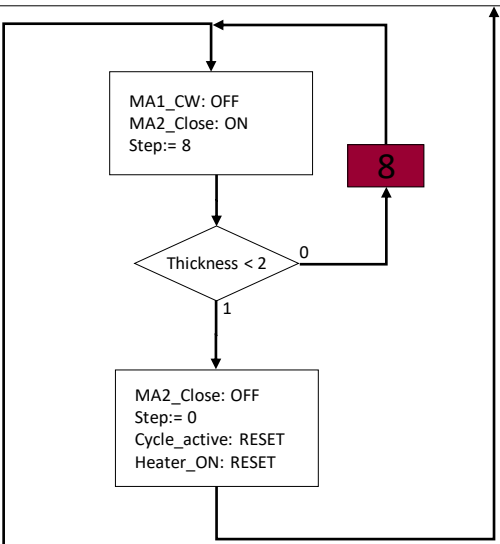 MA1_CW: OFF
MA2_Close: ON
Step:= 8
8
Thickness < 2
0
1
MA2_Close: OFF
Step:= 0
Cycle_active: RESET
Heater_ON: RESET